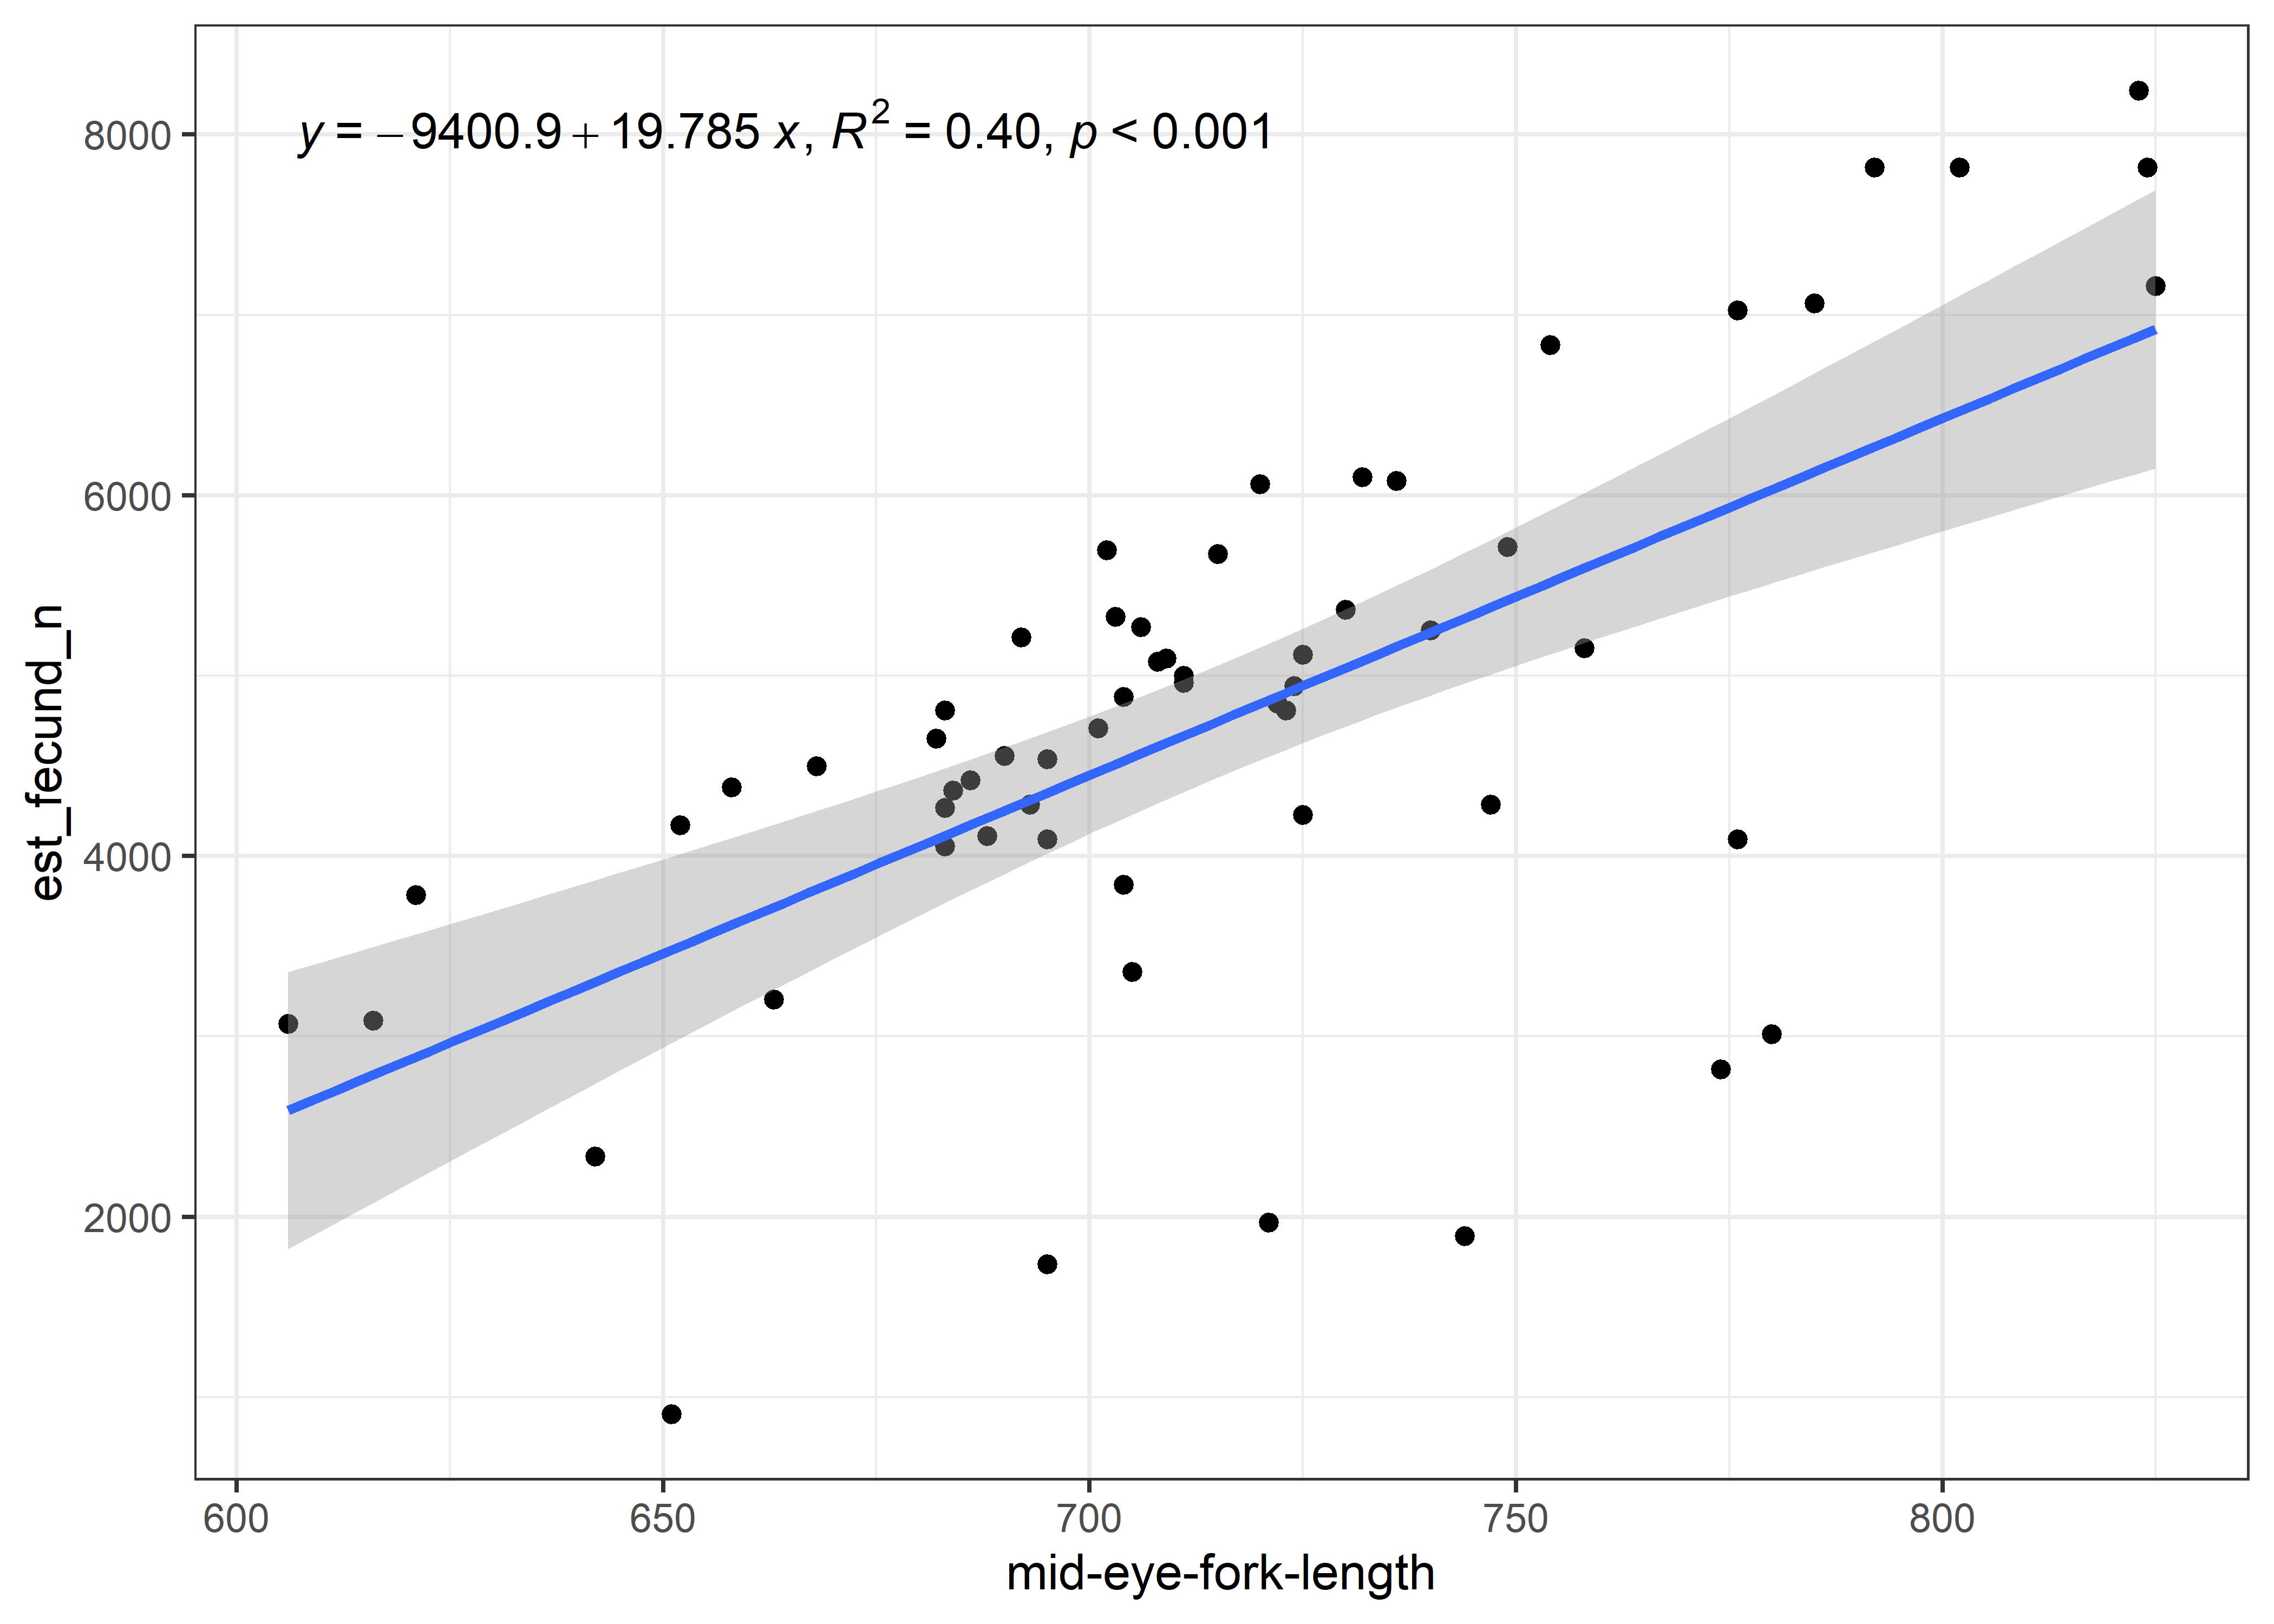 y = −9400.9 + 19.785 x, R² = 0.40, p < 0.001
8000
6000
4000
2000
est_fecund_n
600 650 700 750 800
mid-eye-fork-length